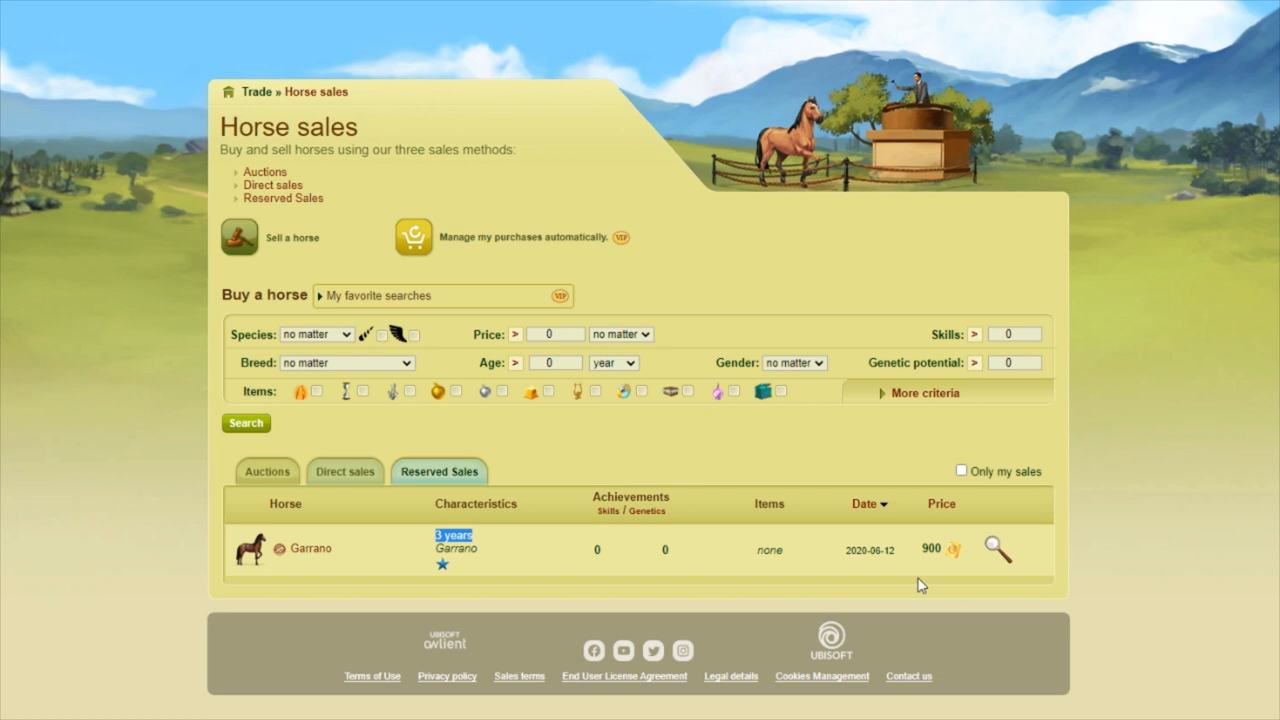 Trade » Horse sales
Horse sales
Buy and sell horses using our three sales methods:
Auctions
Direct sales
Reserved Sales
Sell a horse
Manage my purchases automatically. VIP
Buy a horse My favorite searches VIP
Species: no matter Price: > 0 no matter Skills: > 0
Breed: no matter Age: > 0 year Gender: no matter Genetic potential: > 0
Items: More criteria
Search
Auctions Direct sales Reserved Sales Only my sales
Horse Characteristics Achievements Skills / Genetics Items Date Price
3 years
Garrano Garrano 0 0 none 2020-06-12 900
UBISOFT
owlient
UBISOFT
Terms of Use Privacy policy Sales terms End User License Agreement Legal details Cookies Management Contact us